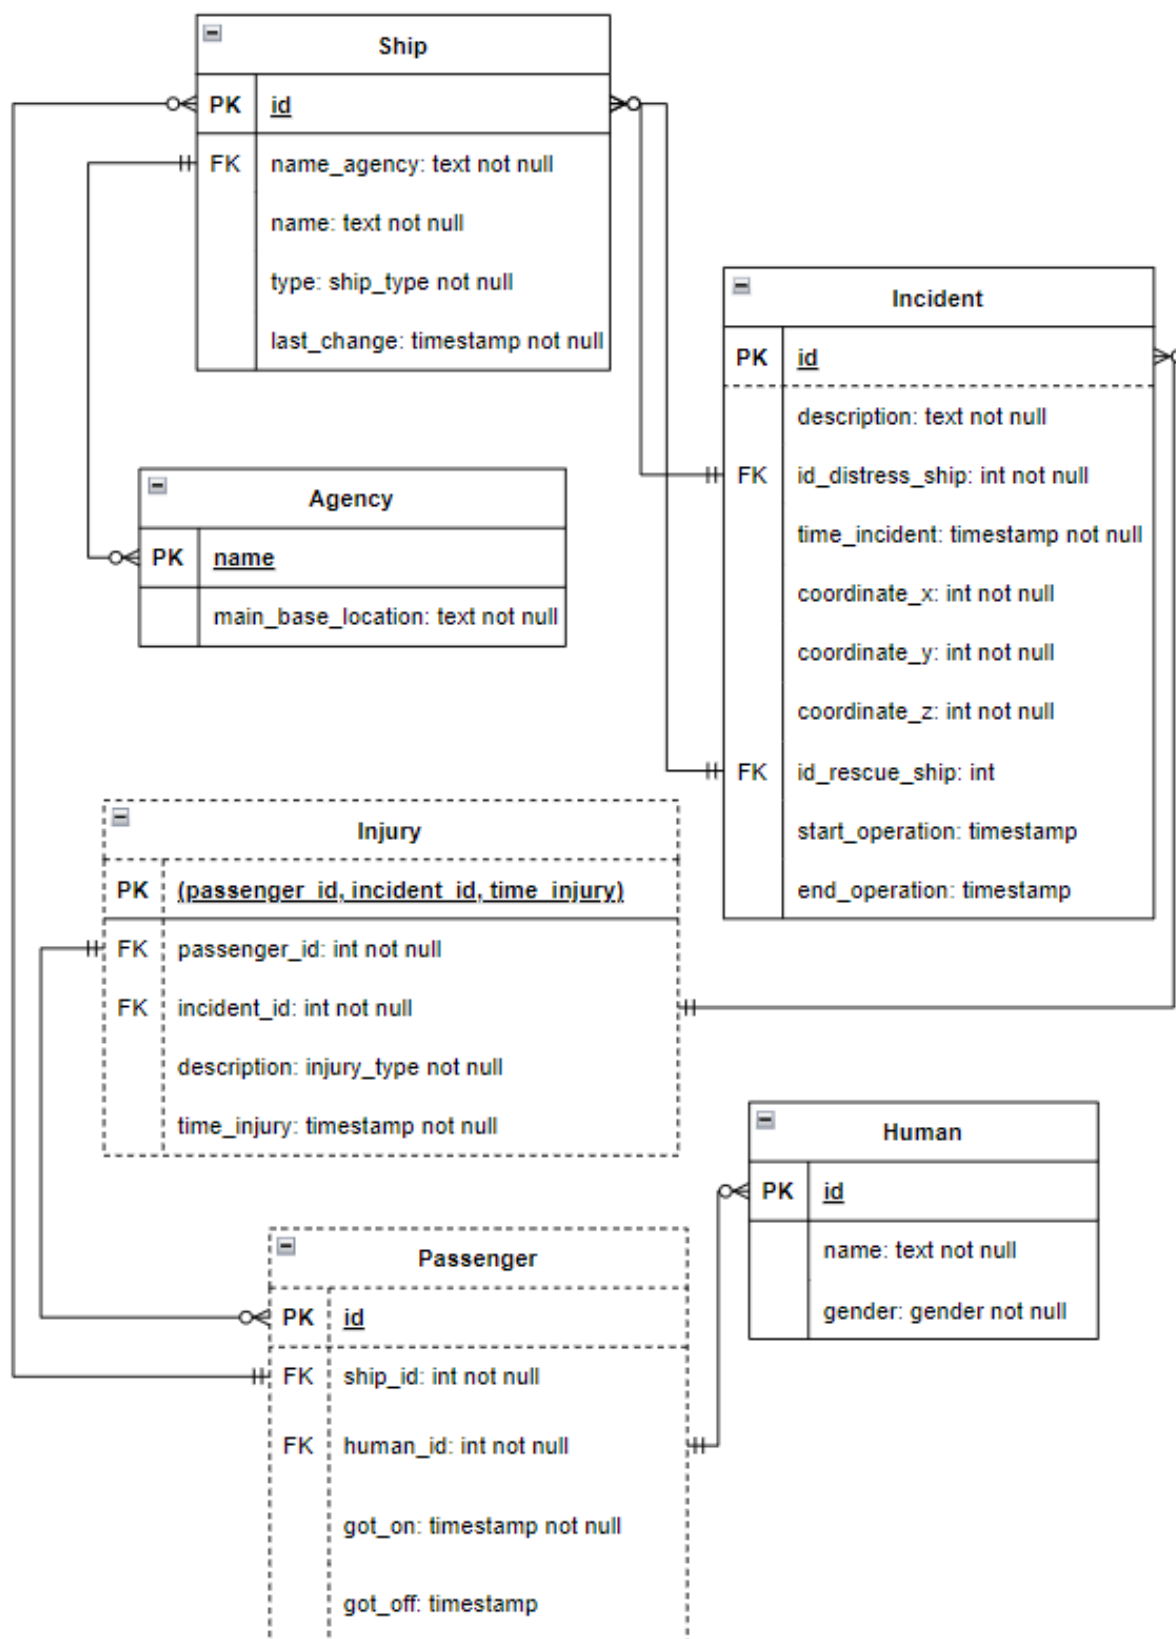 Ship
PK id
FK name_agency: text not null
name: text not null
type: ship_type not null
last_change: timestamp not null
Incident
PK id
description: text not null
FK id_distress_ship: int not null
time_incident: timestamp not null
coordinate_x: int not null
coordinate_y: int not null
coordinate_z: int not null
FK id_rescue_ship: int
start_operation: timestamp
end_operation: timestamp
Agency
PK name
main_base_location: text not null
Injury
PK (passenger_id, incident_id, time_injury)
FK passenger_id: int not null
FK incident_id: int not null
description: injury_type not null
time_injury: timestamp not null
Human
PK id
name: text not null
gender: gender not null
Passenger
PK id
FK ship_id: int not null
FK human_id: int not null
got_on: timestamp not null
got_off: timestamp